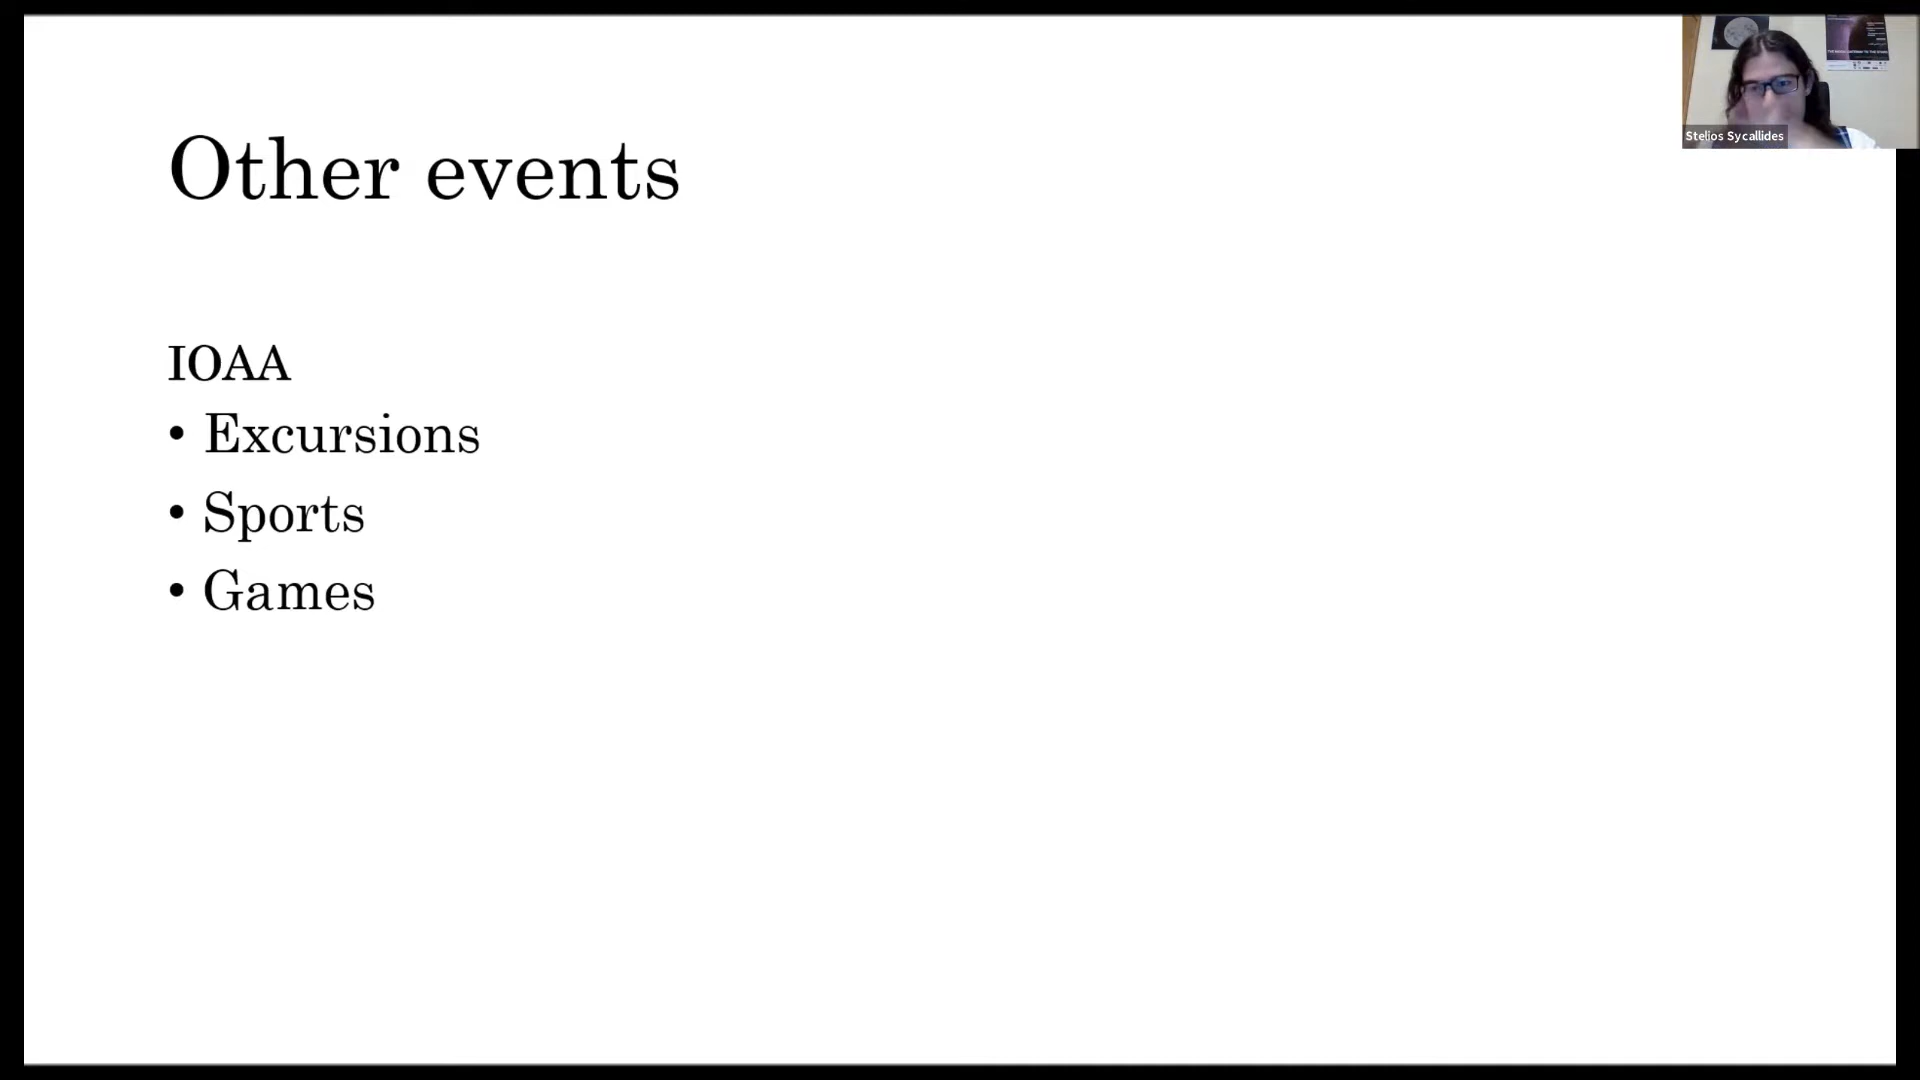 Other events
IOAA
• Excursions
• Sports
• Games
Stelios Sycallides